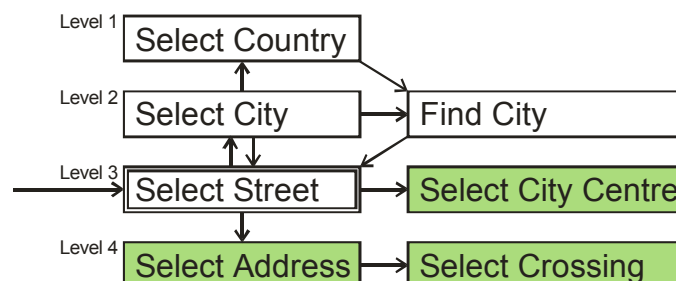 Level 1
Select Country
Level 2
Select City
Find City
Level 3
Select Street
Select City Centre
Level 4
Select Address
Select Crossing